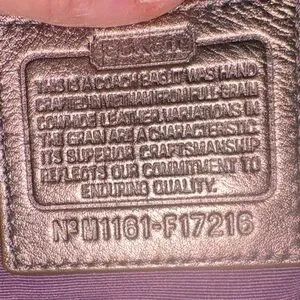 COACH
THIS IS A COACH BAG. IT WAS HAND
CRAFTED IN VIETNAM FROM FULL-GRAIN
COWHIDE LEATHER. VARIATIONS IN
THE GRAIN ARE A CHARACTERISTIC.
ITS SUPERIOR CRAFTSMANSHIP
REFLECTS OUR COMMITMENT TO
ENDURING QUALITY.
Nº M1161-F17216